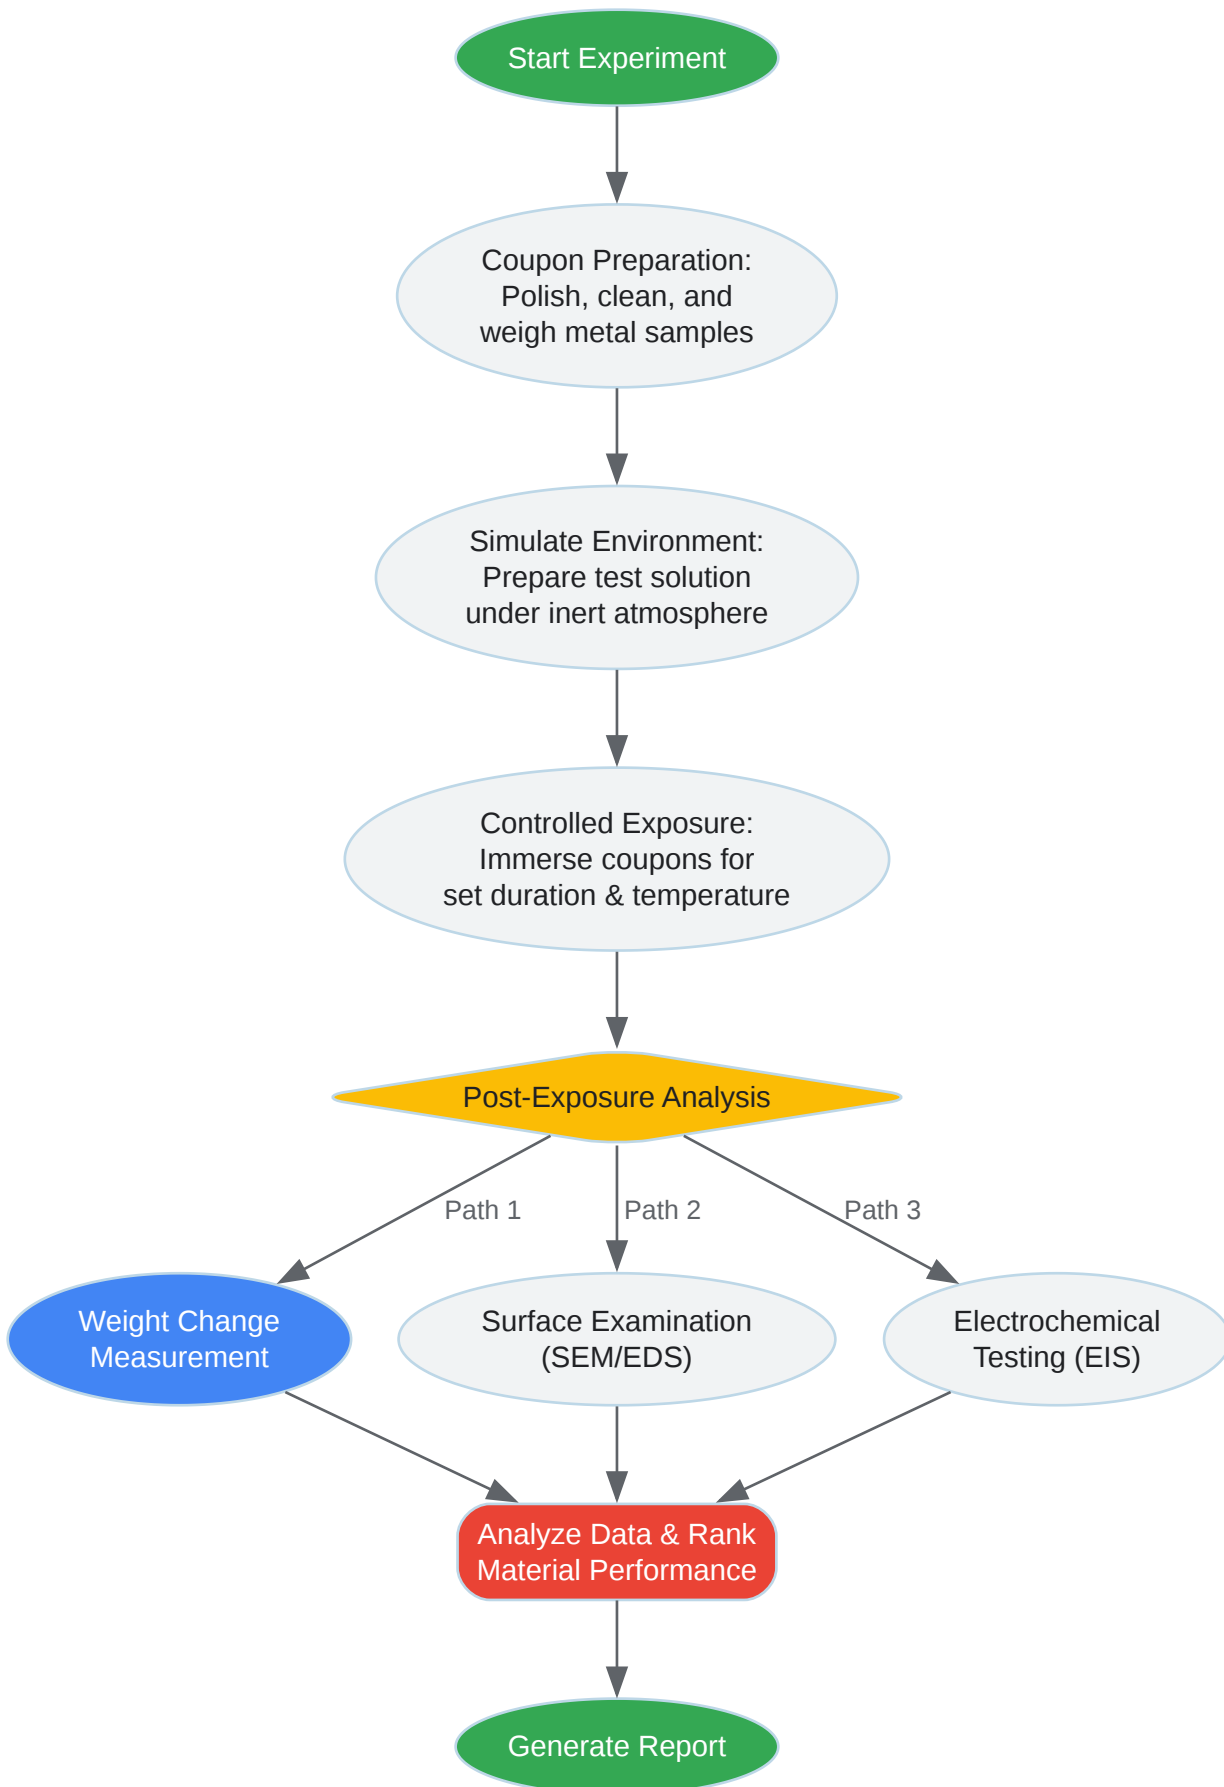 Start Experiment
Coupon Preparation:
Polish, clean, and
weigh metal samples
Simulate Environment:
Prepare test solution
under inert atmosphere
Controlled Exposure:
Immerse coupons for
set duration & temperature
Post-Exposure Analysis
Path 1
Path 2
Path 3
Weight Change
Measurement
Surface Examination
(SEM/EDS)
Electrochemical
Testing (EIS)
Analyze Data & Rank
Material Performance
Generate Report